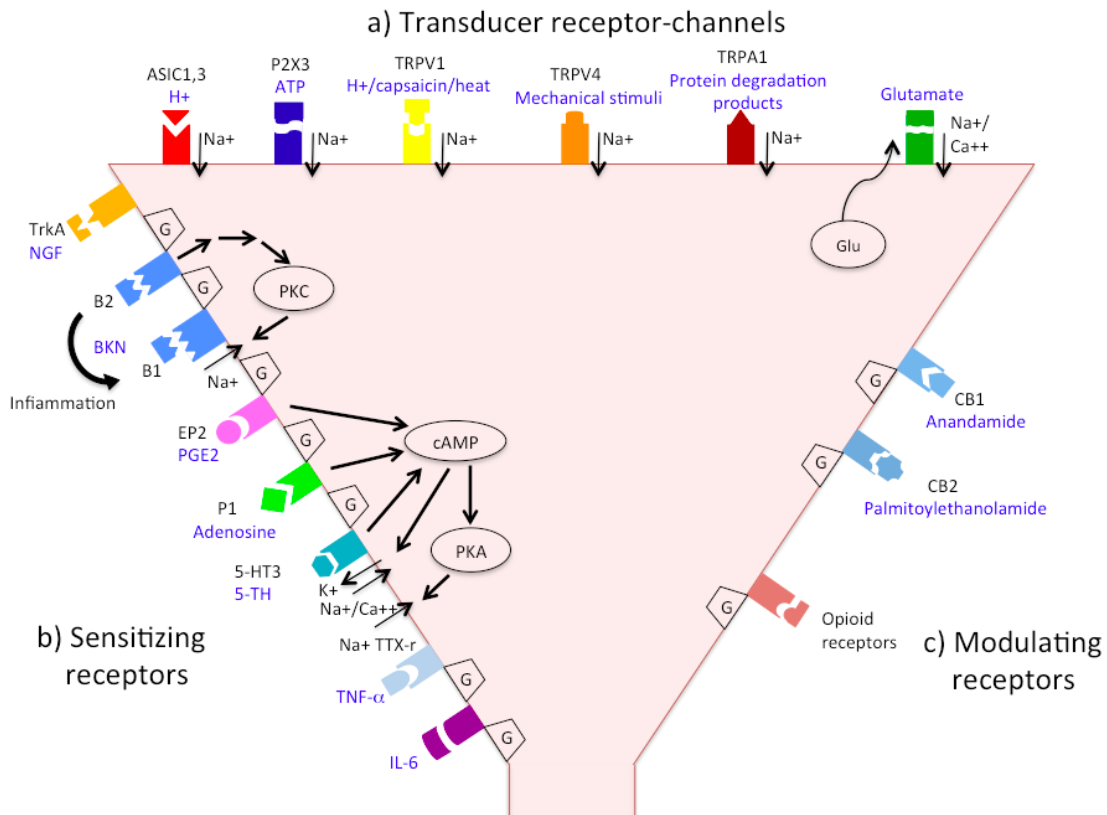 a) Transducer receptor-channels
ASIC1,3
H+
P2X3
ATP
TRPV1
H+/capsaicin/heat
TRPV4
Mechanical stimuli
TRPA1
Protein degradation
products
Glutamate
Na+
Na+
Na+
Na+
Na+
Na+/
Ca++
Glu
TrkA
NGF
G
B2
G
PKC
BKN
B1
Na+
Infiammation
G
EP2
PGE2
G
cAMP
P1
Adenosine
G
5-HT3
5-TH
K+
Na+/Ca++
PKA
Na+ TTX-r
b) Sensitizing
receptors
TNF-α
G
IL-6
G
G
CB1
Anandamide
G
CB2
Palmitoylethanolamide
G
Opioid
receptors
c) Modulating
receptors